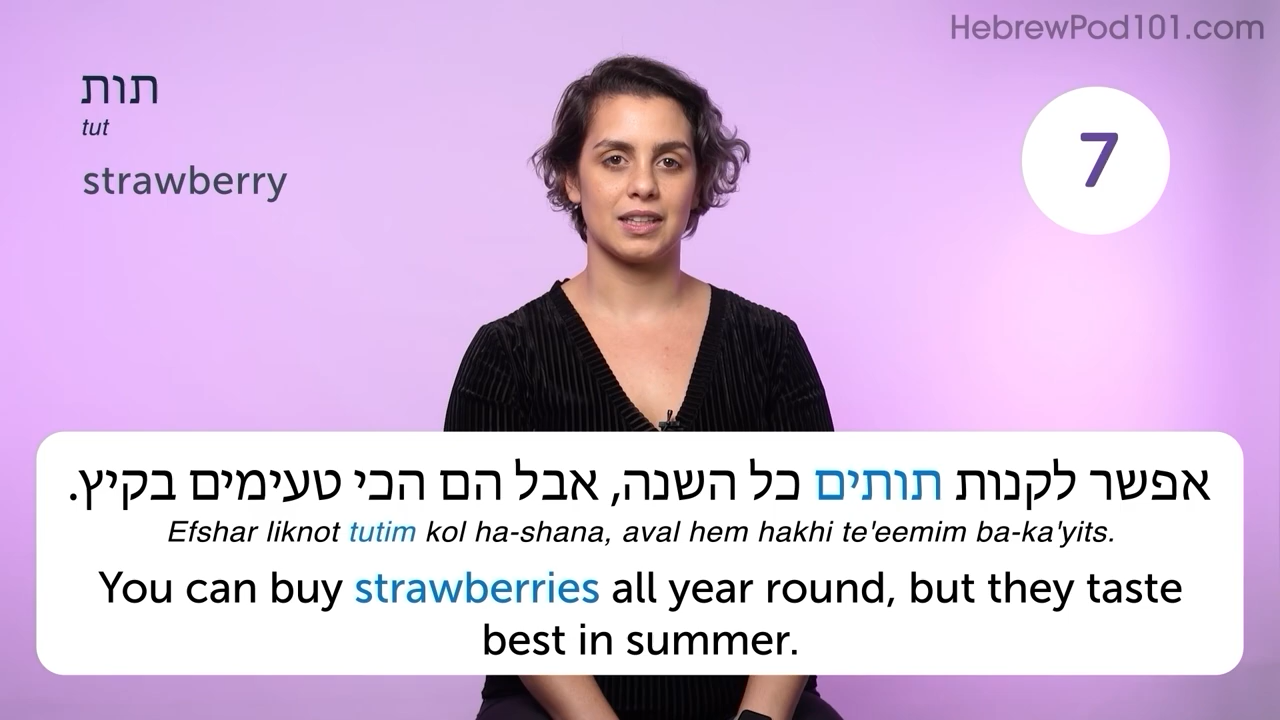 HebrewPod101.com
תות
tut
strawberry
7
אפשר לקנות תותים כל השנה, אבל הם הכי טעימים בקיץ.
Efshar liknot tutim kol ha-shana, aval hem hakhi te'eemim ba-ka'yits.
You can buy strawberries all year round, but they taste
best in summer.